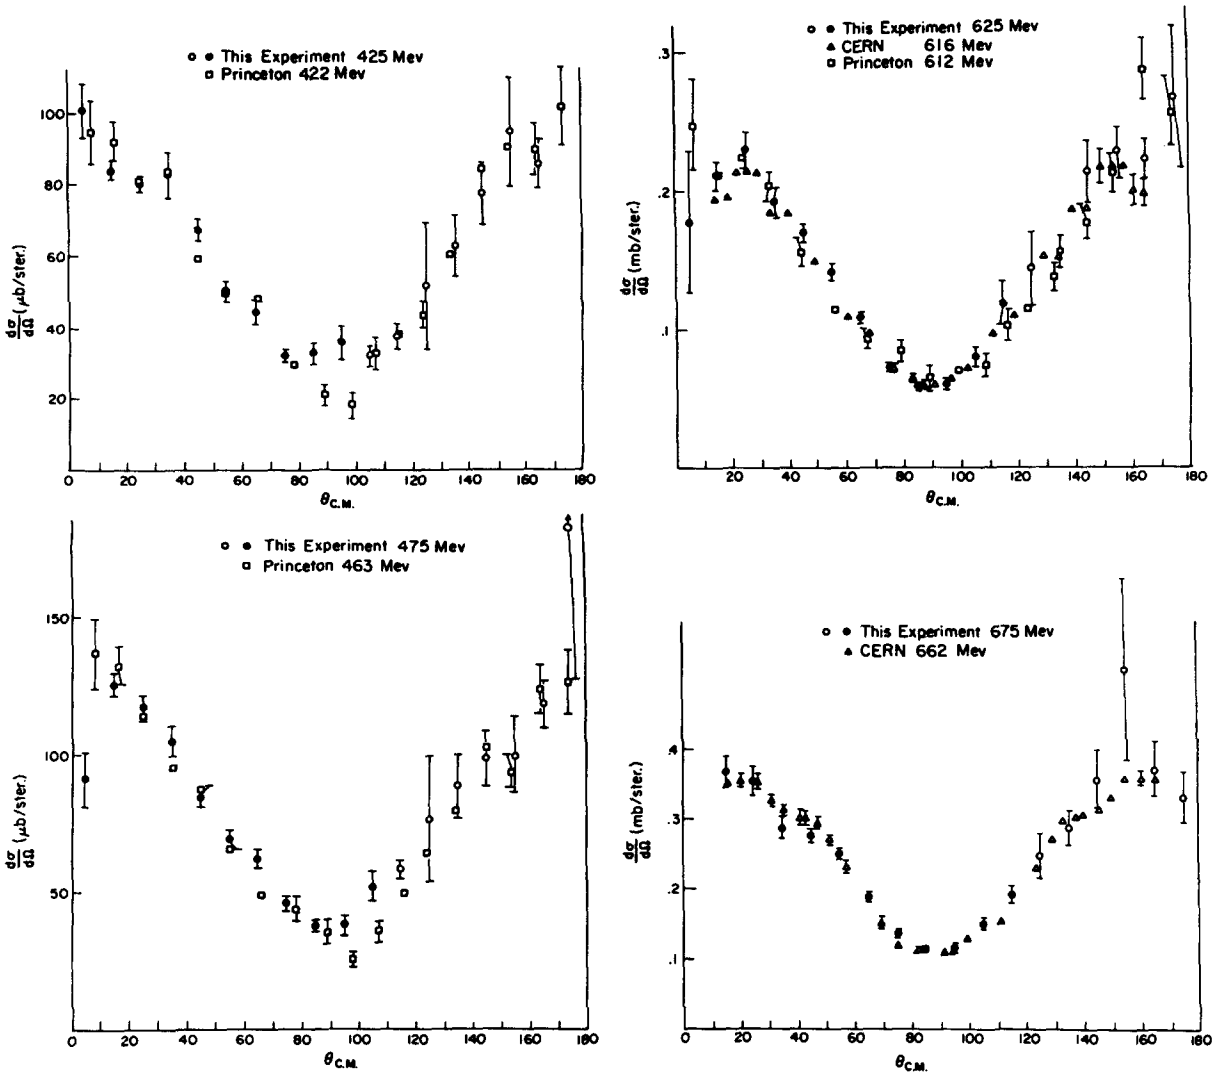 This Experiment 425 Mev
Princeton 422 Mev
100
80
60
40
20
dσ/dΩ (μb/ster.)
0 20 40 60 80 100 120 140 160 180
θC.M.
This Experiment 625 Mev
CERN 616 Mev
Princeton 612 Mev
.3
.2
.1
dσ/dΩ (mb/ster.)
20 40 60 80 100 120 140 160 180
θC.M.
This Experiment 475 Mev
Princeton 463 Mev
150
100
50
dσ/dΩ (μb/ster.)
0 20 40 60 80 100 120 140 160 180
θC.M.
This Experiment 675 Mev
CERN 662 Mev
.4
.3
.2
.1
dσ/dΩ (mb/ster.)
0 20 40 60 80 100 120 140 160 180
θC.M.